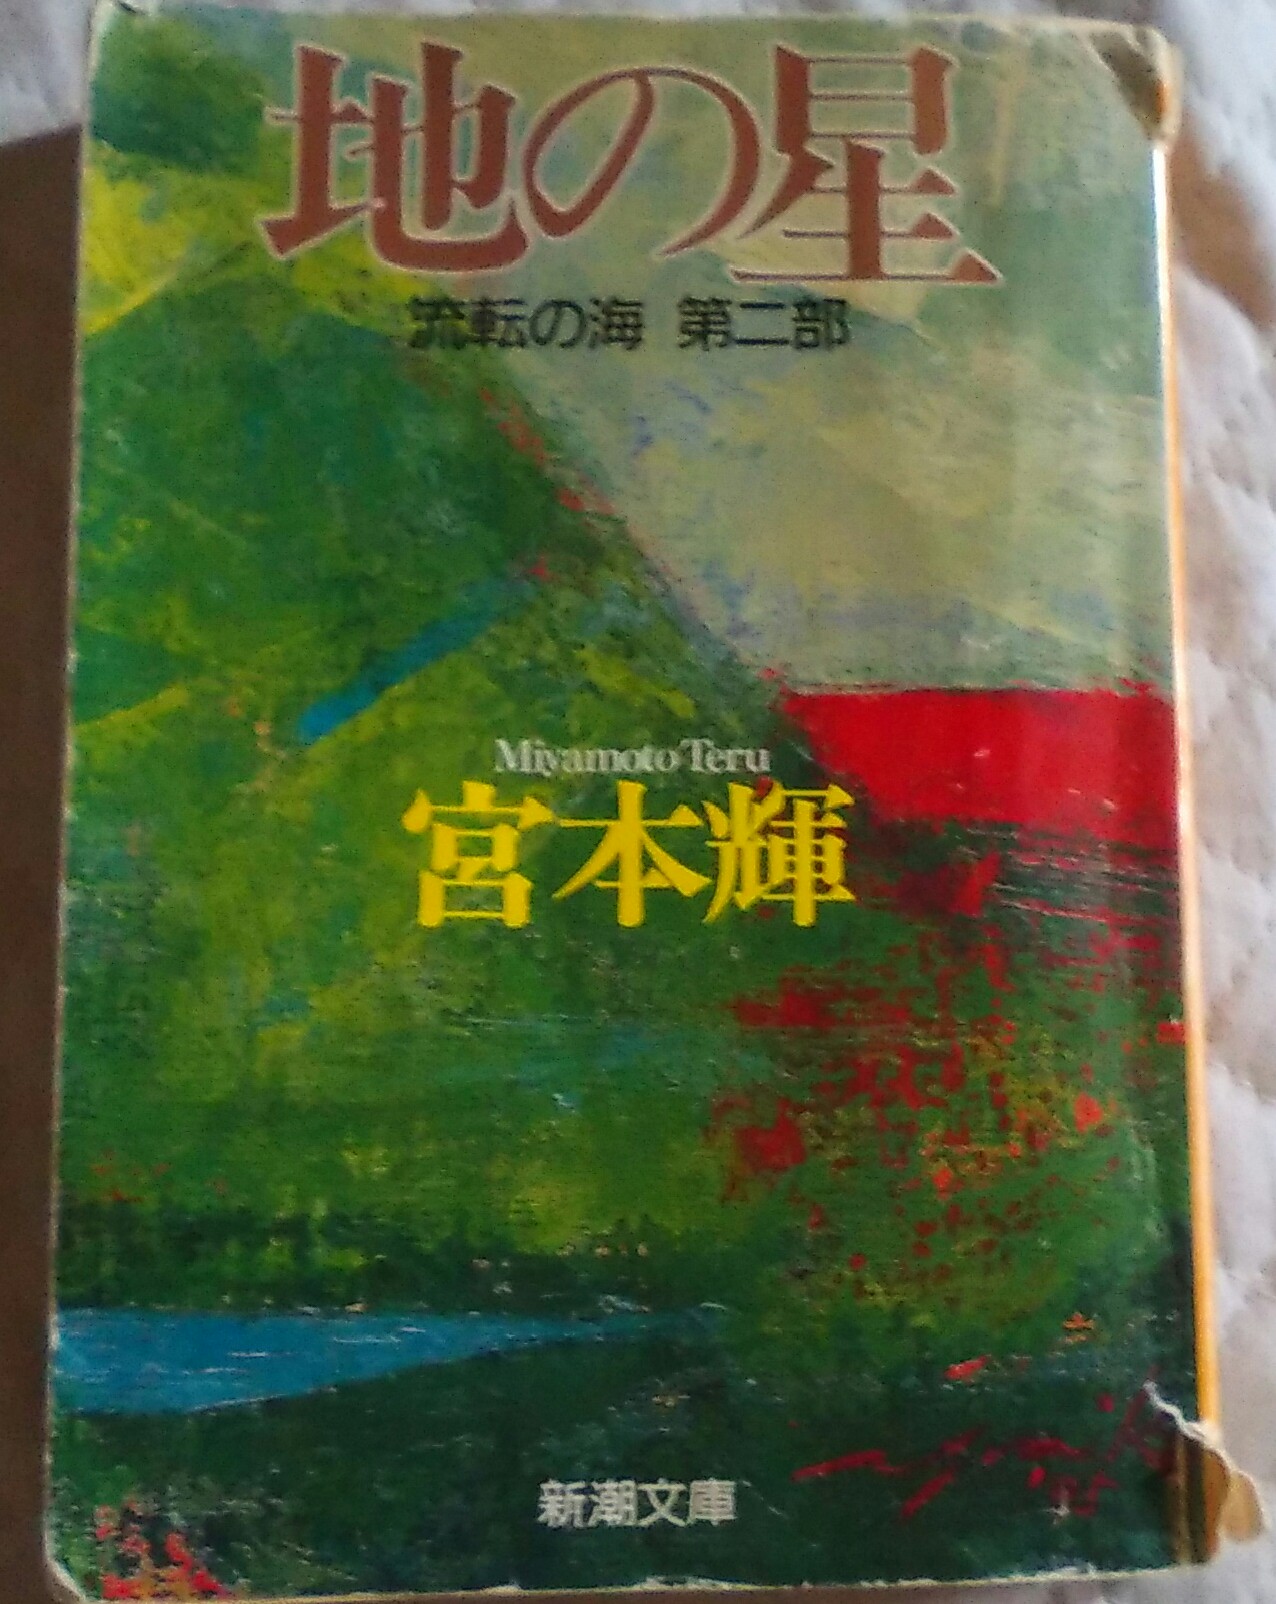 地の星
流転の海 第二部
Miyamoto Teru
宮本輝
新潮文庫